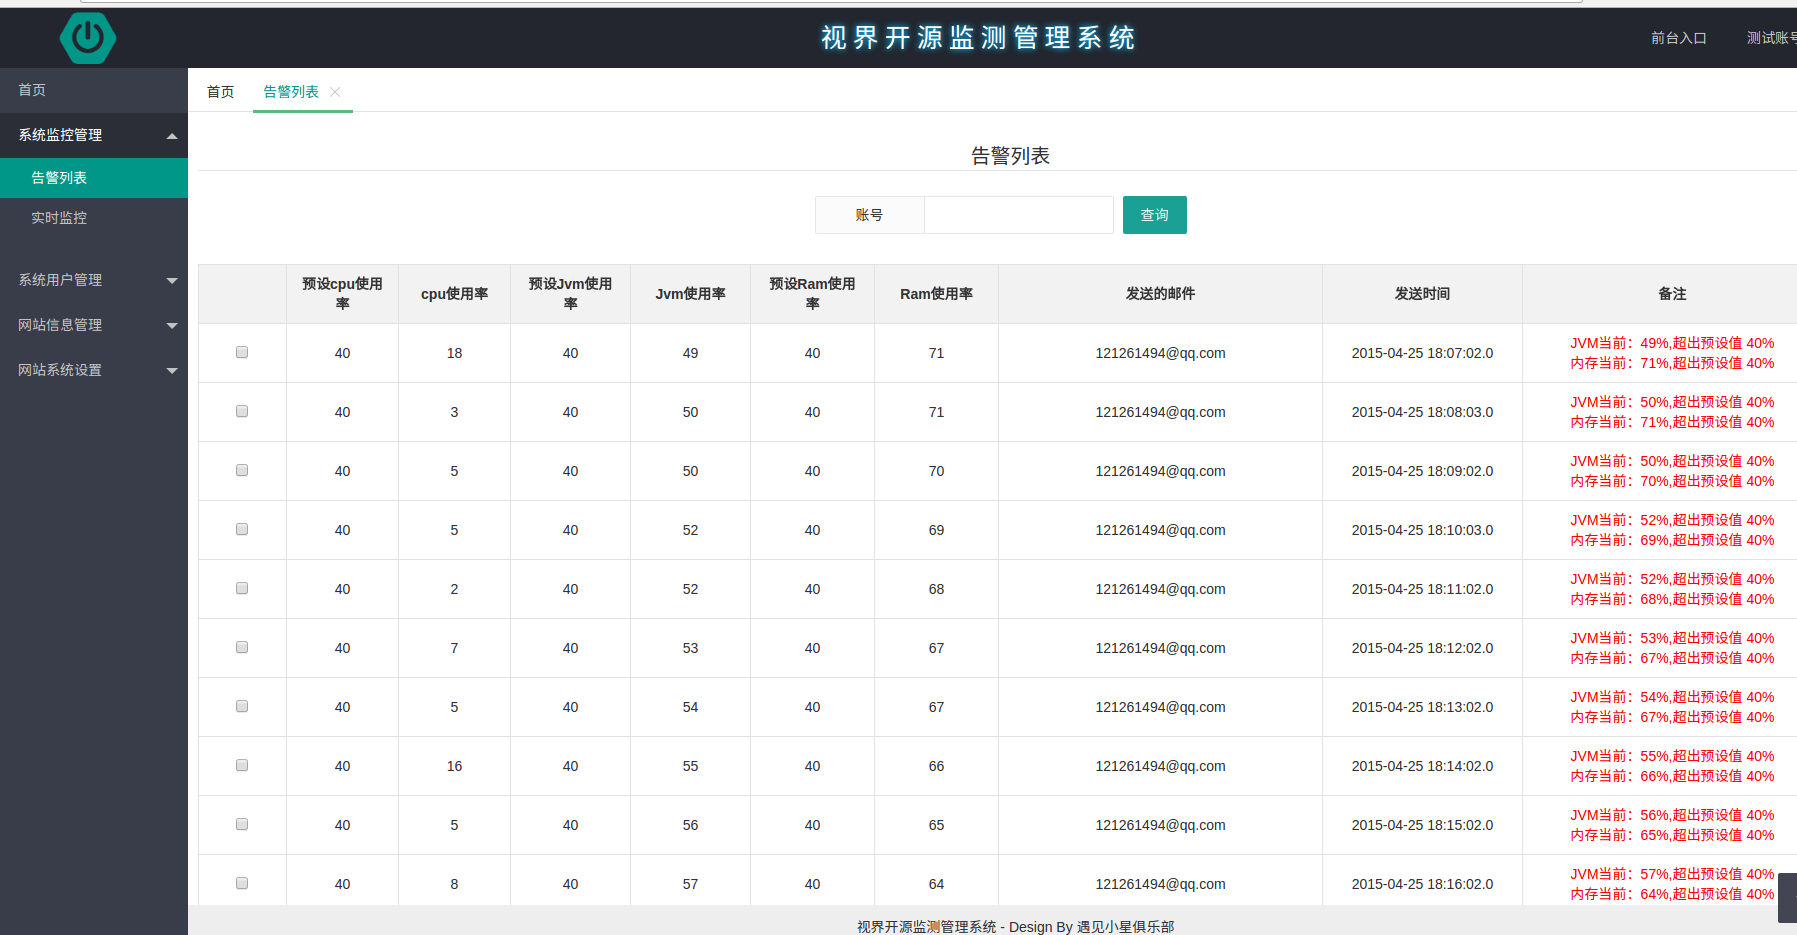 视界开源监测管理系统
前台入口 测试账号
首页
系统监控管理
告警列表
实时监控
系统用户管理
网站信息管理
网站系统设置
首页 告警列表
告警列表
账号 查询
预设cpu使用率 cpu使用率 预设Jvm使用率 Jvm使用率 预设Ram使用率 Ram使用率 发送的邮件 发送时间 备注
40 18 40 49 40 71 121261494@qq.com 2015-04-25 18:07:02.0 JVM当前：49%,超出预设值 40%
内存当前：71%,超出预设值 40%
40 3 40 50 40 71 121261494@qq.com 2015-04-25 18:08:03.0 JVM当前：50%,超出预设值 40%
内存当前：71%,超出预设值 40%
40 5 40 50 40 70 121261494@qq.com 2015-04-25 18:09:02.0 JVM当前：50%,超出预设值 40%
内存当前：70%,超出预设值 40%
40 5 40 52 40 69 121261494@qq.com 2015-04-25 18:10:03.0 JVM当前：52%,超出预设值 40%
内存当前：69%,超出预设值 40%
40 2 40 52 40 68 121261494@qq.com 2015-04-25 18:11:02.0 JVM当前：52%,超出预设值 40%
内存当前：68%,超出预设值 40%
40 7 40 53 40 67 121261494@qq.com 2015-04-25 18:12:02.0 JVM当前：53%,超出预设值 40%
内存当前：67%,超出预设值 40%
40 5 40 54 40 67 121261494@qq.com 2015-04-25 18:13:02.0 JVM当前：54%,超出预设值 40%
内存当前：67%,超出预设值 40%
40 16 40 55 40 66 121261494@qq.com 2015-04-25 18:14:02.0 JVM当前：55%,超出预设值 40%
内存当前：66%,超出预设值 40%
40 5 40 56 40 65 121261494@qq.com 2015-04-25 18:15:02.0 JVM当前：56%,超出预设值 40%
内存当前：65%,超出预设值 40%
40 8 40 57 40 64 121261494@qq.com 2015-04-25 18:16:02.0 JVM当前：57%,超出预设值 40%
内存当前：64%,超出预设值 40%
视界开源监测管理系统 - Design By 遇见小星俱乐部